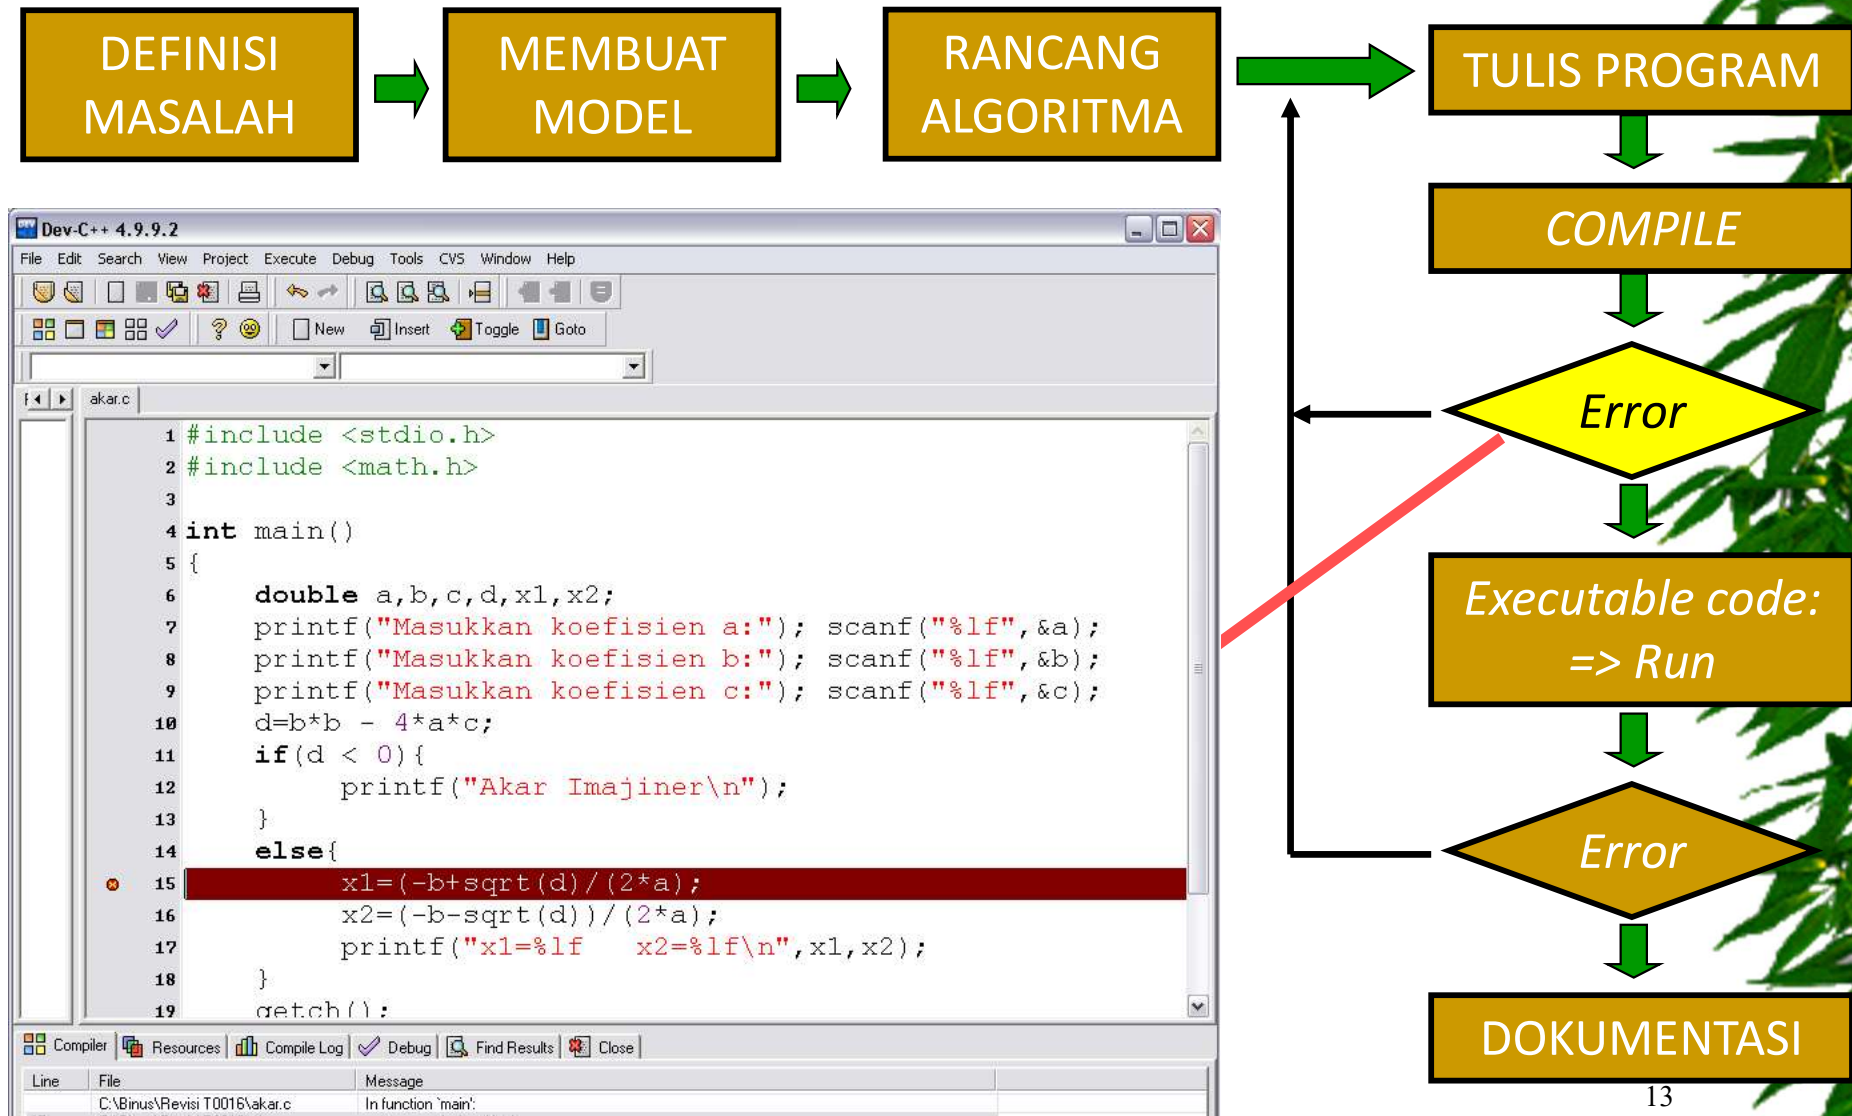 DEFINISI
MASALAH
MEMBUAT
MODEL
RANCANG
ALGORITMA
TULIS PROGRAM
COMPILE
Error
Executable code:
=> Run
Error
DOKUMENTASI
13
Dev-C++ 4.9.9.2
File Edit Search View Project Execute Debug Tools CVS Window Help
New Insert Toggle Goto
akar.c
1 #include <stdio.h>
2 #include <math.h>
3
4 int main()
5 {
6 double a,b,c,d,x1,x2;
7 printf("Masukkan koefisien a:"); scanf("%lf",&a);
8 printf("Masukkan koefisien b:"); scanf("%lf",&b);
9 printf("Masukkan koefisien c:"); scanf("%lf",&c);
10 d=b*b - 4*a*c;
11 if(d < 0){
12 printf("Akar Imajiner\n");
13 }
14 else{
15 x1=(-b+sqrt(d)/(2*a);
16 x2=(-b-sqrt(d))/(2*a);
17 printf("x1=%lf   x2=%lf\n",x1,x2);
18 }
19 getch();
Compiler Resources Compile Log Debug Find Results Close
Line File Message
C:\Binus\Revisi T0016\akar.c In function `main':